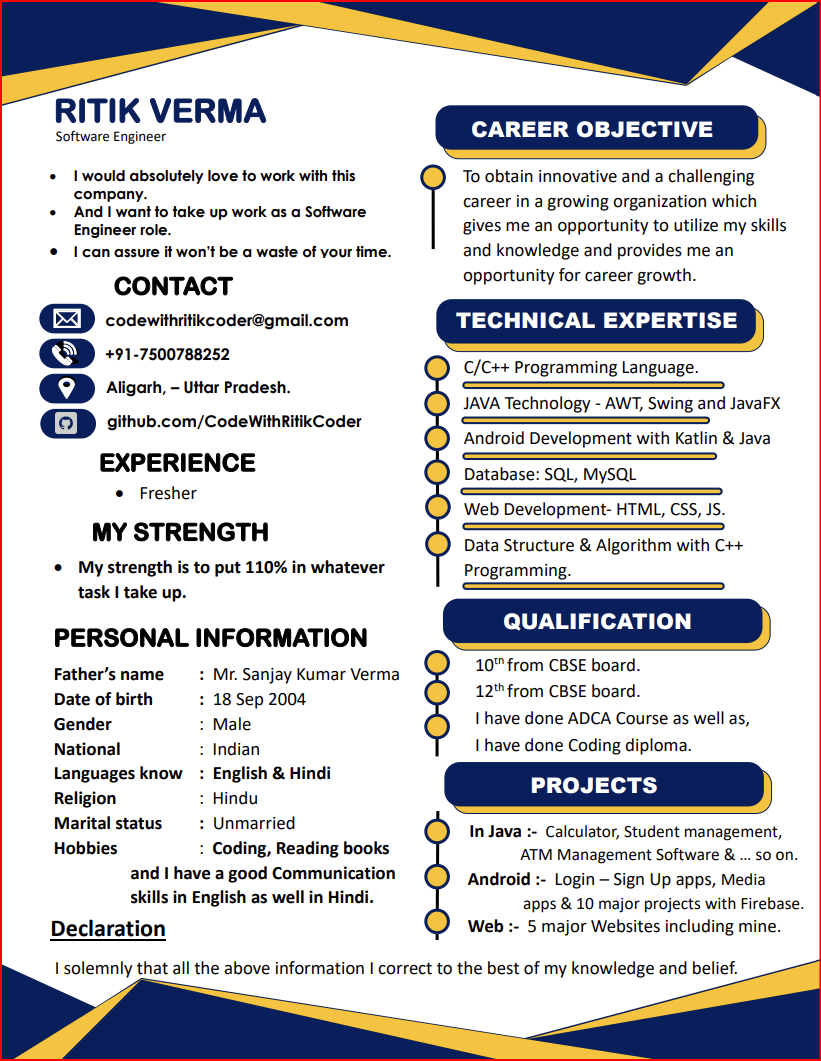 RITIK VERMA
Software Engineer
• I would absolutely love to work with this
company.
• And I want to take up work as a Software
Engineer role.
• I can assure it won't be a waste of your time.
CONTACT
codewithritikcoder@gmail.com
+91-7500788252
Aligarh, – Uttar Pradesh.
github.com/CodeWithRitikCoder
EXPERIENCE
• Fresher
MY STRENGTH
• My strength is to put 110% in whatever
task I take up.
PERSONAL INFORMATION
Father's name : Mr. Sanjay Kumar Verma
Date of birth : 18 Sep 2004
Gender : Male
National : Indian
Languages know : English & Hindi
Religion : Hindu
Marital status : Unmarried
Hobbies : Coding, Reading books
and I have a good Communication
skills in English as well in Hindi.
CAREER OBJECTIVE
To obtain innovative and a challenging
career in a growing organization which
gives me an opportunity to utilize my skills
and knowledge and provides me an
opportunity for career growth.
TECHNICAL EXPERTISE
C/C++ Programming Language.
JAVA Technology - AWT, Swing and JavaFX
Android Development with Katlin & Java
Database: SQL, MySQL
Web Development- HTML, CSS, JS.
Data Structure & Algorithm with C++
Programming.
QUALIFICATION
10th from CBSE board.
12th from CBSE board.
I have done ADCA Course as well as,
I have done Coding diploma.
PROJECTS
In Java :- Calculator, Student management,
ATM Management Software & ... so on.
Android :- Login – Sign Up apps, Media
apps & 10 major projects with Firebase.
Web :- 5 major Websites including mine.
Declaration
I solemnly that all the above information I correct to the best of my knowledge and belief.